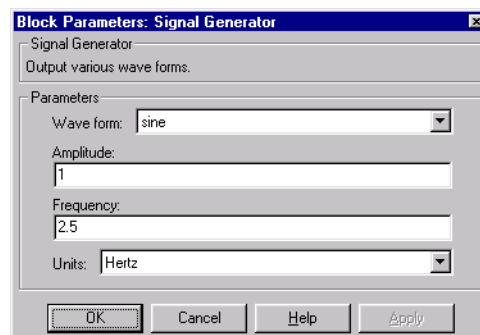 Block Parameters: Signal Generator
Signal Generator
Output various wave forms.
Parameters
Wave form: sine
Amplitude:
1
Frequency:
2.5
Units: Hertz
OK Cancel Help Apply